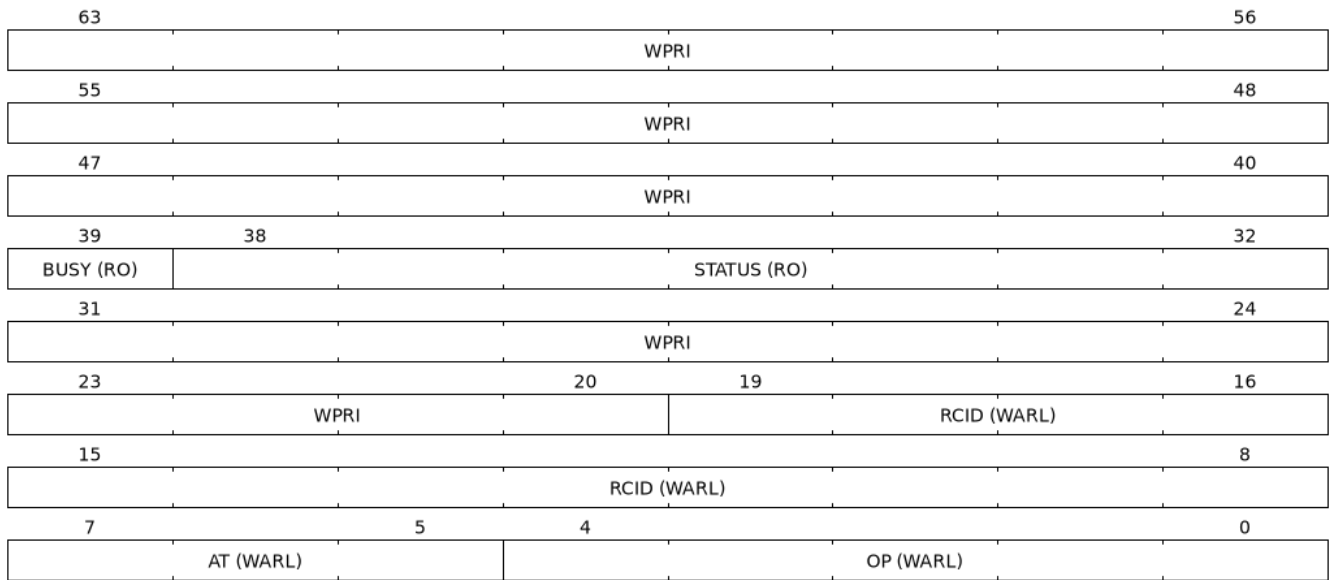 63 56
WPRI
55 48
WPRI
47 40
WPRI
39 38 32
BUSY (RO) STATUS (RO)
31 24
WPRI
23 20 19 16
WPRI RCID (WARL)
15 8
RCID (WARL)
7 5 4 0
AT (WARL) OP (WARL)